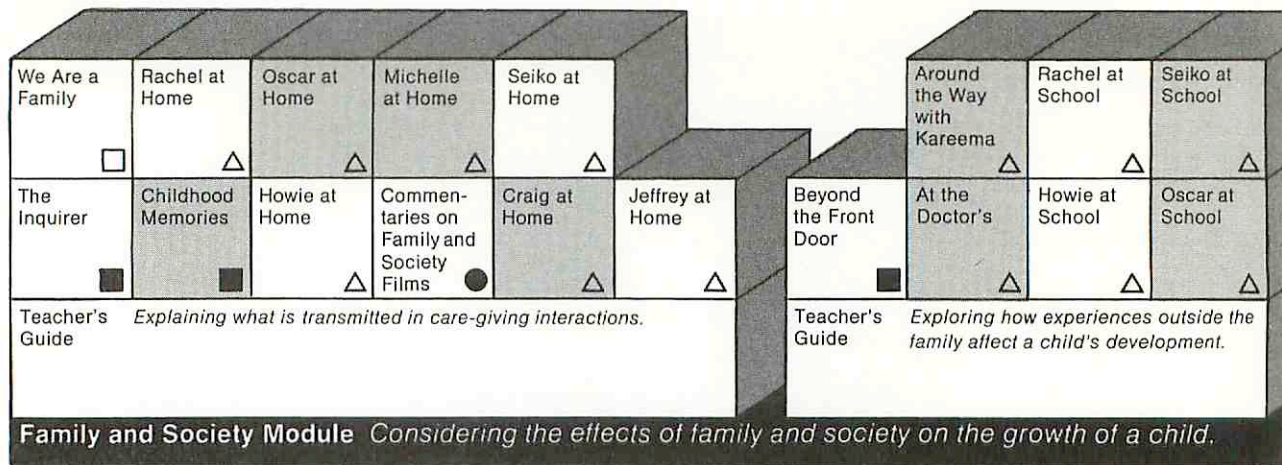 We Are a
Family
Rachel at
Home
Oscar at
Home
Michelle
at Home
Seiko at
Home
The
Inquirer
Childhood
Memories
Howie at
Home
Commen-
taries on
Family and
Society
Films
Craig at
Home
Jeffrey at
Home
Teacher's
Guide
Explaining what is transmitted in care-giving interactions.
Around
the Way
with
Kareema
Rachel at
School
Seiko at
School
Beyond
the Front
Door
At the
Doctor's
Howie at
School
Oscar at
School
Teacher's
Guide
Exploring how experiences outside the
family affect a child's development.
Family and Society Module Considering the effects of family and society on the growth of a child.